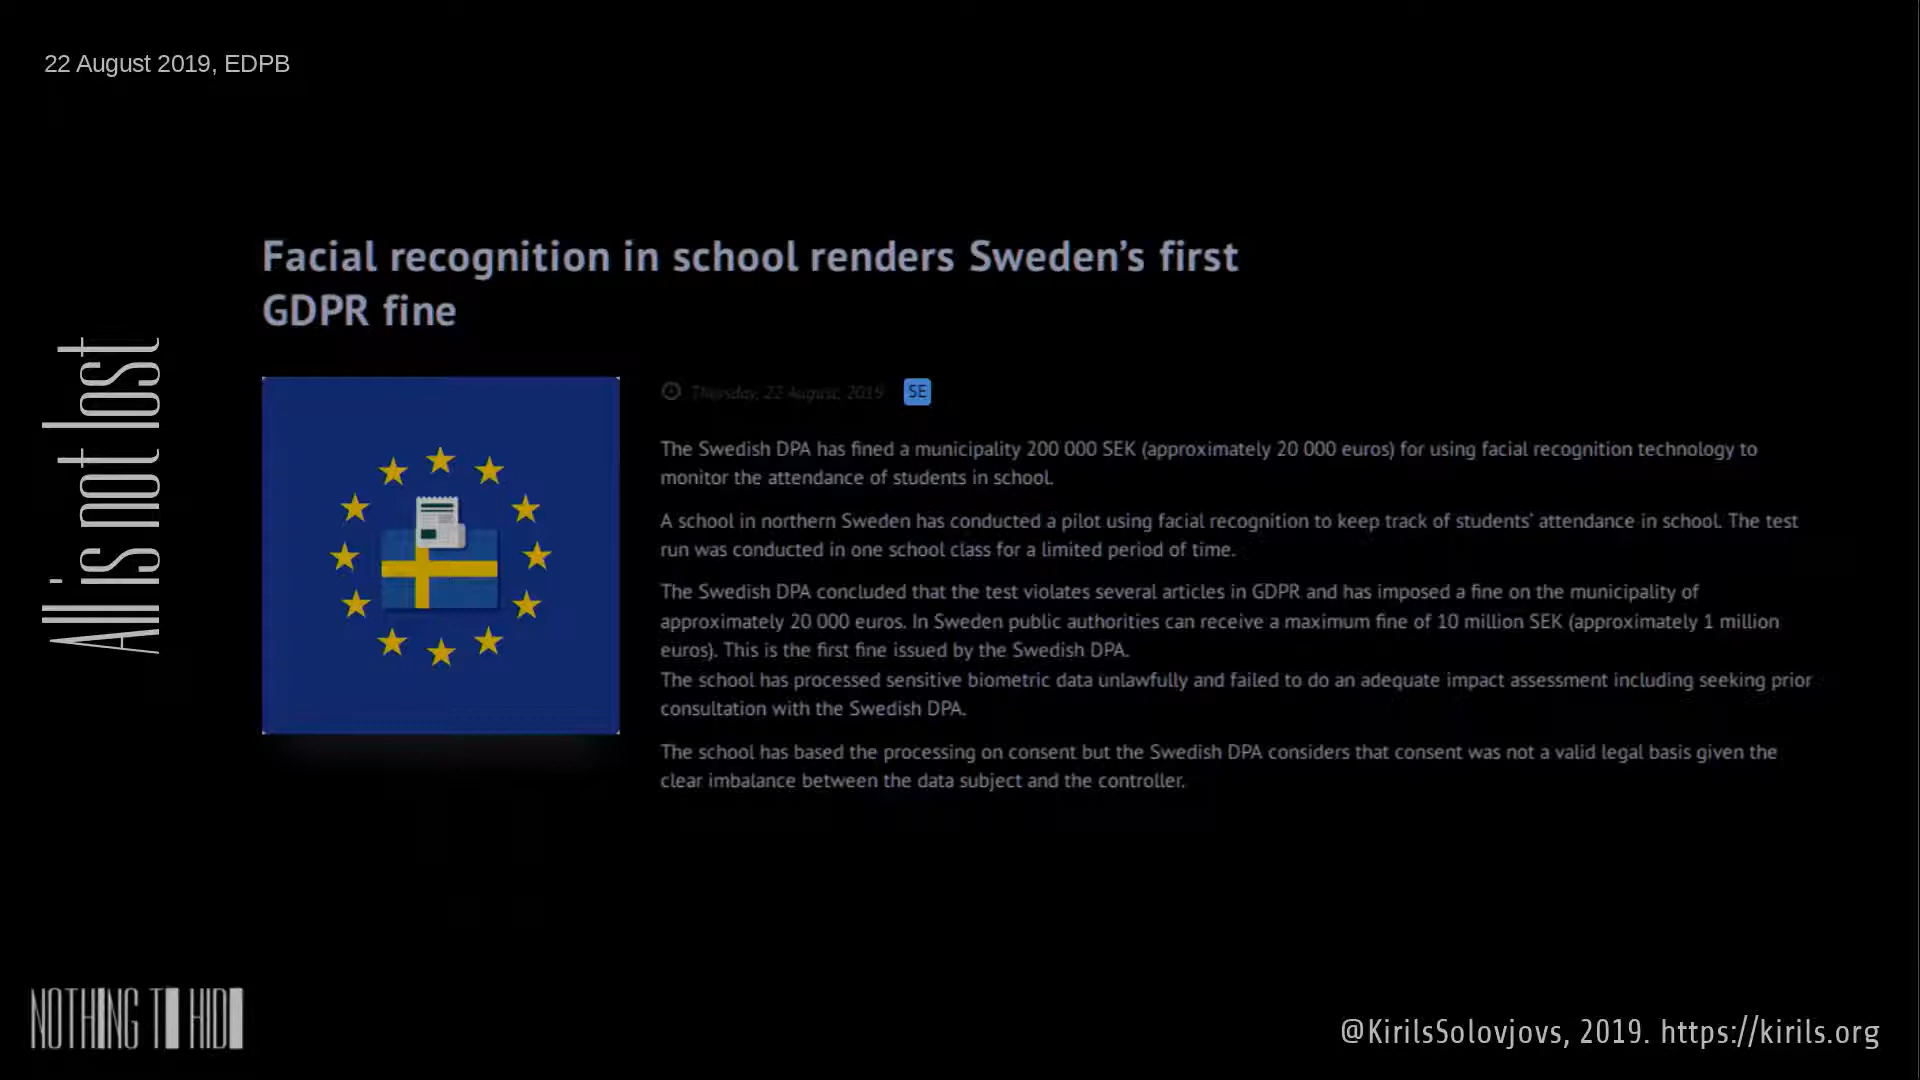 22 August 2019, EDPB
All is not lost
Facial recognition in school renders Sweden's first
GDPR fine
Thursday, 22 August, 2019 SE
The Swedish DPA has fined a municipality 200 000 SEK (approximately 20 000 euros) for using facial recognition technology to
monitor the attendance of students in school.
A school in northern Sweden has conducted a pilot using facial recognition to keep track of students' attendance in school. The test
run was conducted in one school class for a limited period of time.
The Swedish DPA concluded that the test violates several articles in GDPR and has imposed a fine on the municipality of
approximately 20 000 euros. In Sweden public authorities can receive a maximum fine of 10 million SEK (approximately 1 million
euros). This is the first fine issued by the Swedish DPA.
The school has processed sensitive biometric data unlawfully and failed to do an adequate impact assessment including seeking prior
consultation with the Swedish DPA.
The school has based the processing on consent but the Swedish DPA considers that consent was not a valid legal basis given the
clear imbalance between the data subject and the controller.
NOTHING T█ HID█
@KirilsSolovjovs, 2019. https://kirils.org